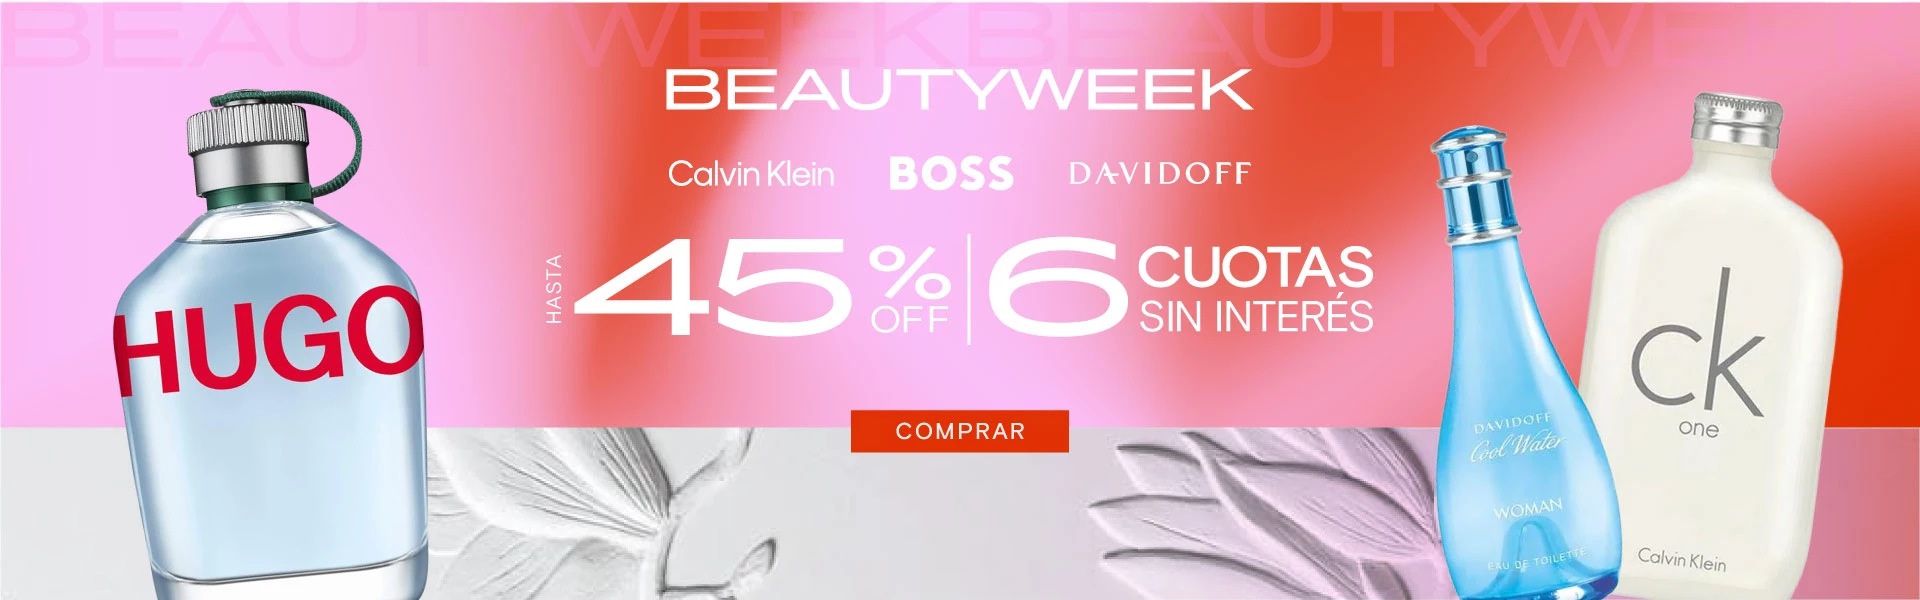 BEAUTYWEEKBEAUTYWE
BEAUTYWEEK
Calvin Klein BOSS DAVIDOFF
HASTA 45% OFF 6 CUOTAS SIN INTERÉS
COMPRAR
HUGO
DAVIDOFF
Cool Water
WOMAN
EAU DE TOILETTE
ck
one
Calvin Klein